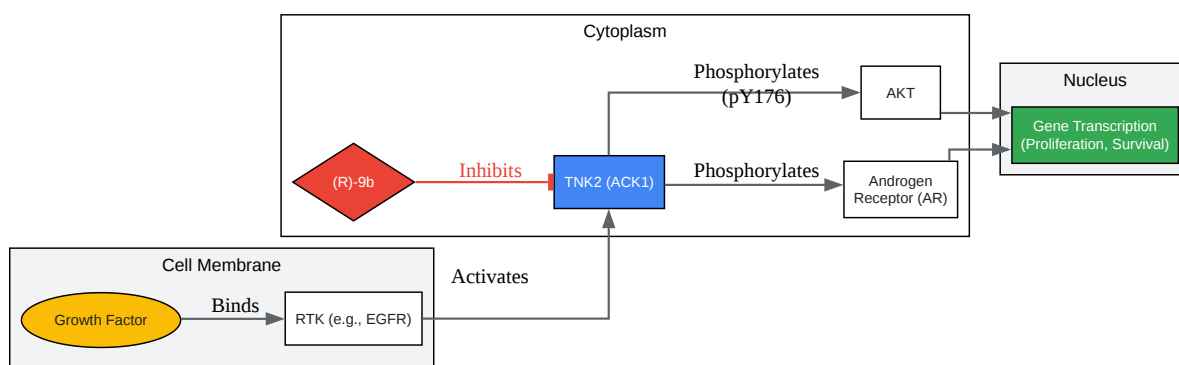 Cytoplasm
Phosphorylates
(pY176)
AKT
Nucleus
Gene Transcription
(Proliferation, Survival)
(R)-9b
Inhibits
TNK2 (ACK1)
Phosphorylates
Androgen
Receptor (AR)
Cell Membrane
Activates
Growth Factor
Binds
RTK (e.g., EGFR)